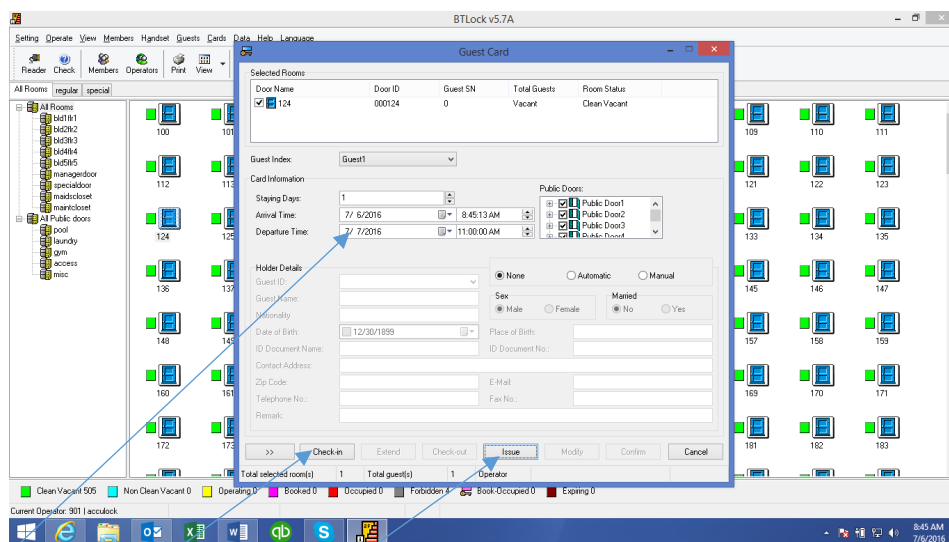 BTLock v5.7A
Setting Operate View Members Handset Guests Cards Data Help Language
Reader Check Members Operators Print View
All Rooms regular special
All Rooms
bld1flr1
bld2flr2
bld3flr3
bld4flr4
bld5flr5
managerdoor
specialdoor
maidscloset
maintcloset
All Public doors
pool
laundry
gym
access
misc
100 101 109 110 111
112 113 121 122 123
124 125 133 134 135
136 137 145 146 147
148 149 157 158 159
160 161 169 170 171
172 173 181 182 183
Guest Card
Selected Rooms
Door Name Door ID Guest SN Total Guests Room Status
124 000124 0 Vacant Clean Vacant
Guest Index: Guest1
Card Information
Staying Days: 1
Arrival Time: 7/ 6/2016 8:45:13 AM
Departure Time: 7/ 7/2016 11:00:00 AM
Public Doors:
Public Door1
Public Door2
Public Door3
Public Door4
Holder Details
None Automatic Manual
Guest ID:
Guest Name:
Sex
Male Female
Married
No Yes
Nationality
Date of Birth: 12/30/1899 Place of Birth:
ID Document Name: ID Document No.:
Contact Address:
Zip Code: E-Mail:
Telephone No.: Fax No.:
Remark:
>> Check-in Extend Check-out Issue Modify Confirm Cancel
Total selected room(s) 1 Total guest(s) 1 Operator
Clean Vacant 505 Non Clean Vacant 0 Operating 0 Booked 0 Occupied 0 Forbidden 4 Book-Occupied 0 Expiring 0
Current Operator: 901 | acculock
8:45 AM
7/6/2016